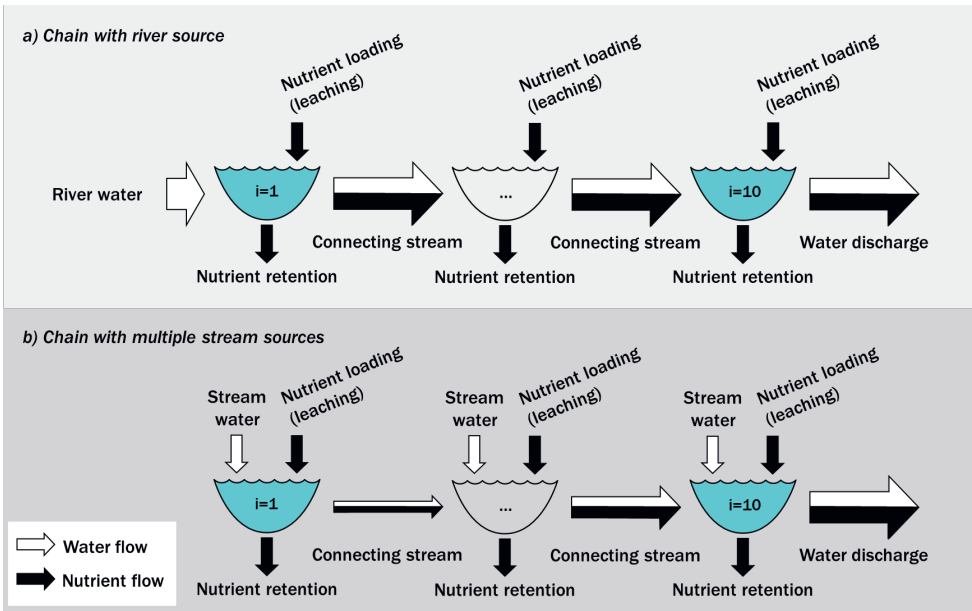 a) Chain with river source
Nutrient loading
(leaching)
Nutrient loading
(leaching)
Nutrient loading
(leaching)
River water
i=1
...
i=10
Connecting stream
Connecting stream
Water discharge
Nutrient retention
Nutrient retention
Nutrient retention
b) Chain with multiple stream sources
Stream
water
Nutrient loading
(leaching)
Stream
water
Nutrient loading
(leaching)
Stream
water
Nutrient loading
(leaching)
i=1
...
i=10
Connecting stream
Connecting stream
Water discharge
Nutrient retention
Nutrient retention
Nutrient retention
Water flow
Nutrient flow